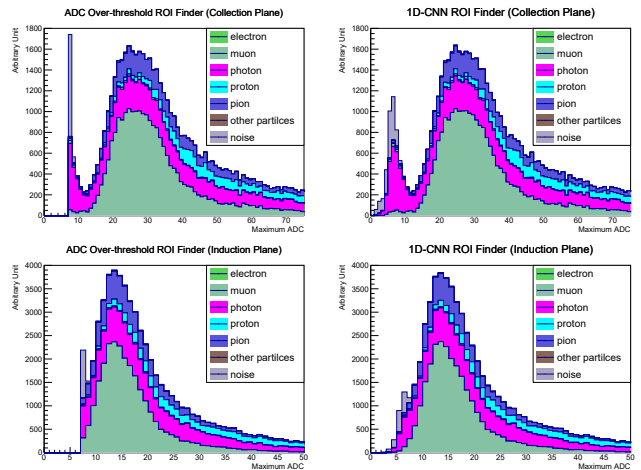 ADC Over-threshold ROI Finder (Collection Plane)
Arbitrary Unit
1800
1600
1400
1200
1000
800
600
400
200
0
0 10 20 30 40 50 60 70
Maximum ADC
electron
muon
photon
proton
pion
other partilces
noise
1D-CNN ROI Finder (Collection Plane)
Arbitrary Unit
1800
1600
1400
1200
1000
800
600
400
200
0
0 10 20 30 40 50 60 70
Maximum ADC
electron
muon
photon
proton
pion
other partilces
noise
ADC Over-threshold ROI Finder (Induction Plane)
Arbitrary Unit
4000
3500
3000
2500
2000
1500
1000
500
0
0 5 10 15 20 25 30 35 40 45 50
Maximum ADC
electron
muon
photon
proton
pion
other partilces
noise
1D-CNN ROI Finder (Induction Plane)
Arbitrary Unit
4000
3500
3000
2500
2000
1500
1000
500
0
0 5 10 15 20 25 30 35 40 45 50
Maximum ADC
electron
muon
photon
proton
pion
other partilces
noise